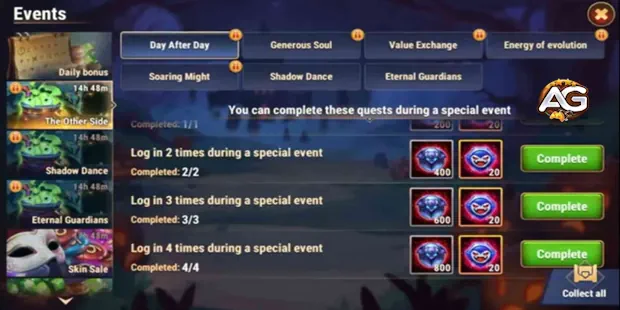 Events
Day After Day
Generous Soul
Value Exchange
Energy of evolution
Soaring Might
Shadow Dance
Eternal Guardians
Daily bonus
14h 48m
The Other Side
14h 48m
Shadow Dance
14h 48m
Eternal Guardians
14h 48m
Skin Sale
AG
You can complete these quests during a special event
Completed: 1/1
200
20
Log in 2 times during a special event
Completed: 2/2
400
20
Complete
Log in 3 times during a special event
Completed: 3/3
600
20
Complete
Log in 4 times during a special event
Completed: 4/4
800
20
Complete
Collect all